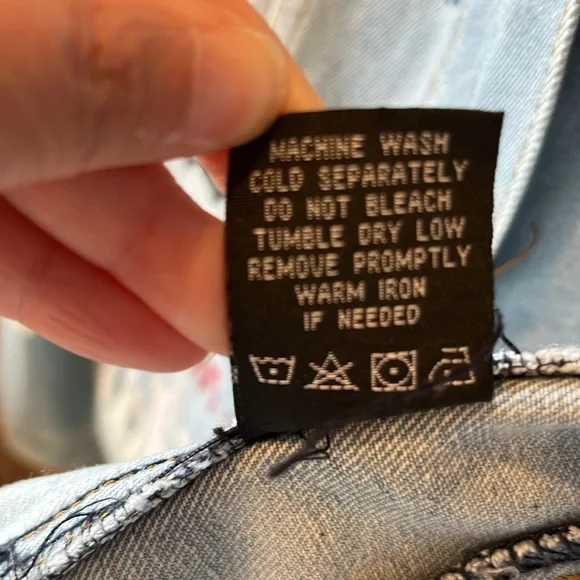 MACHINE WASH
COLD SEPARATELY
DO NOT BLEACH
TUMBLE DRY LOW
REMOVE PROMPTLY
WARM IRON
IF NEEDED